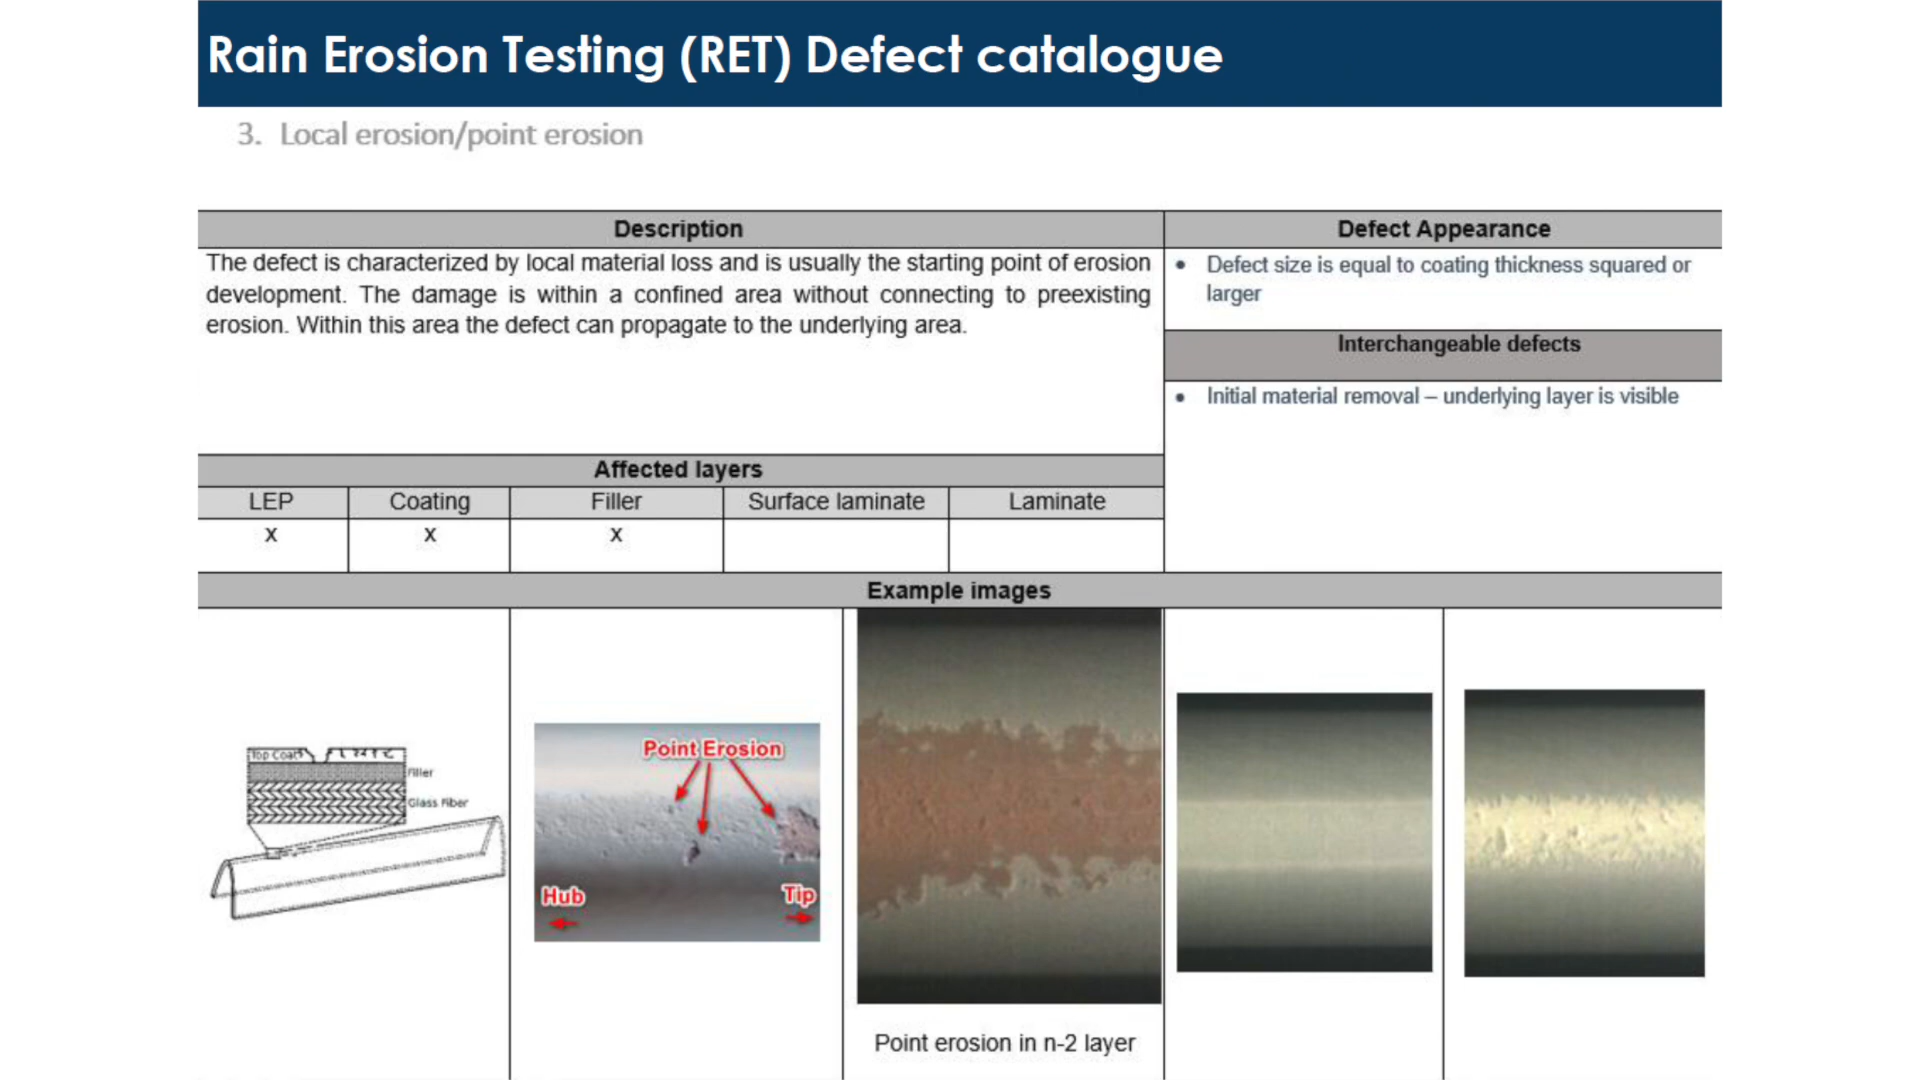 Rain Erosion Testing (RET) Defect catalogue
3. Local erosion/point erosion
Description
The defect is characterized by local material loss and is usually the starting point of erosion
development. The damage is within a confined area without connecting to preexisting
erosion. Within this area the defect can propagate to the underlying area.
Defect Appearance
• Defect size is equal to coating thickness squared or
larger
Interchangeable defects
• Initial material removal – underlying layer is visible
Affected layers
LEP Coating Filler Surface laminate Laminate
X X X
Example images
Top Coat
Filler
Glass Fiber
Point Erosion
Hub
Tip
Point erosion in n-2 layer